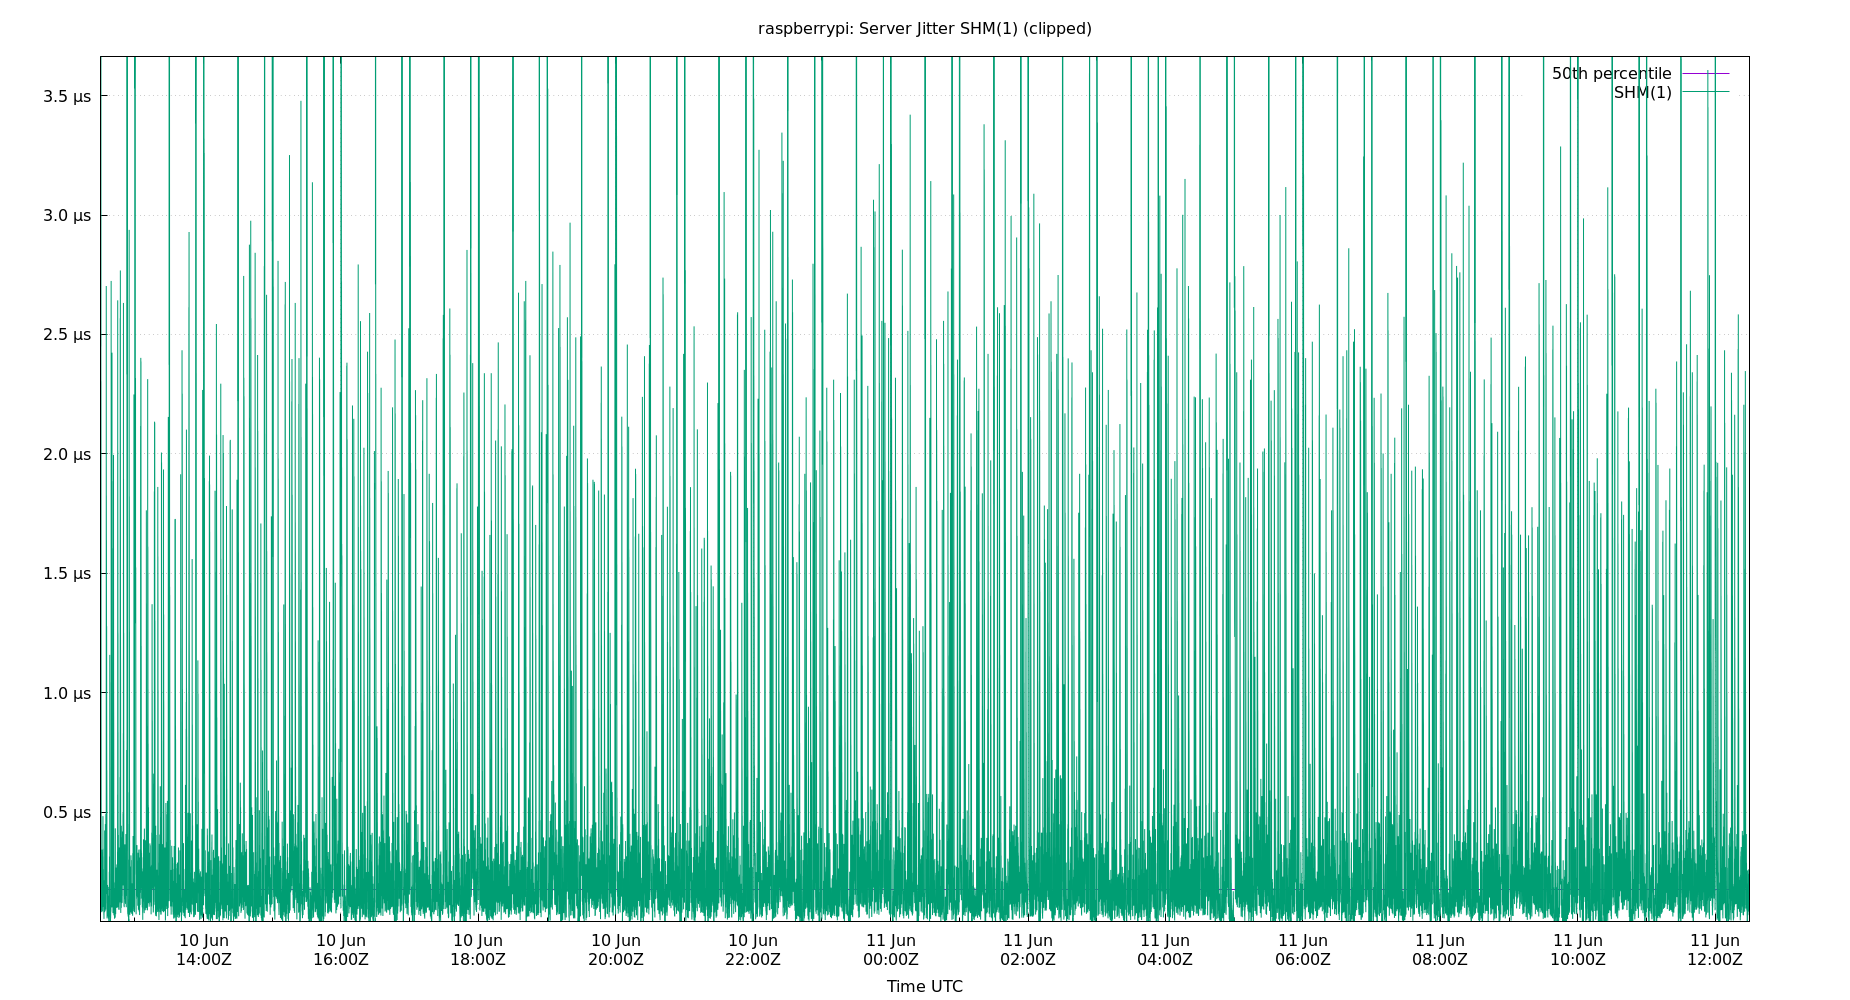 raspberrypi: Server Jitter SHM(1) (clipped)
50th percentile
SHM(1)
3.5 µs
3.0 µs
2.5 µs
2.0 µs
1.5 µs
1.0 µs
0.5 µs
10 Jun 10 Jun 10 Jun 10 Jun 10 Jun 11 Jun 11 Jun 11 Jun 11 Jun 11 Jun 11 Jun 11 Jun
14:00Z 16:00Z 18:00Z 20:00Z 22:00Z 00:00Z 02:00Z 04:00Z 06:00Z 08:00Z 10:00Z 12:00Z
Time UTC